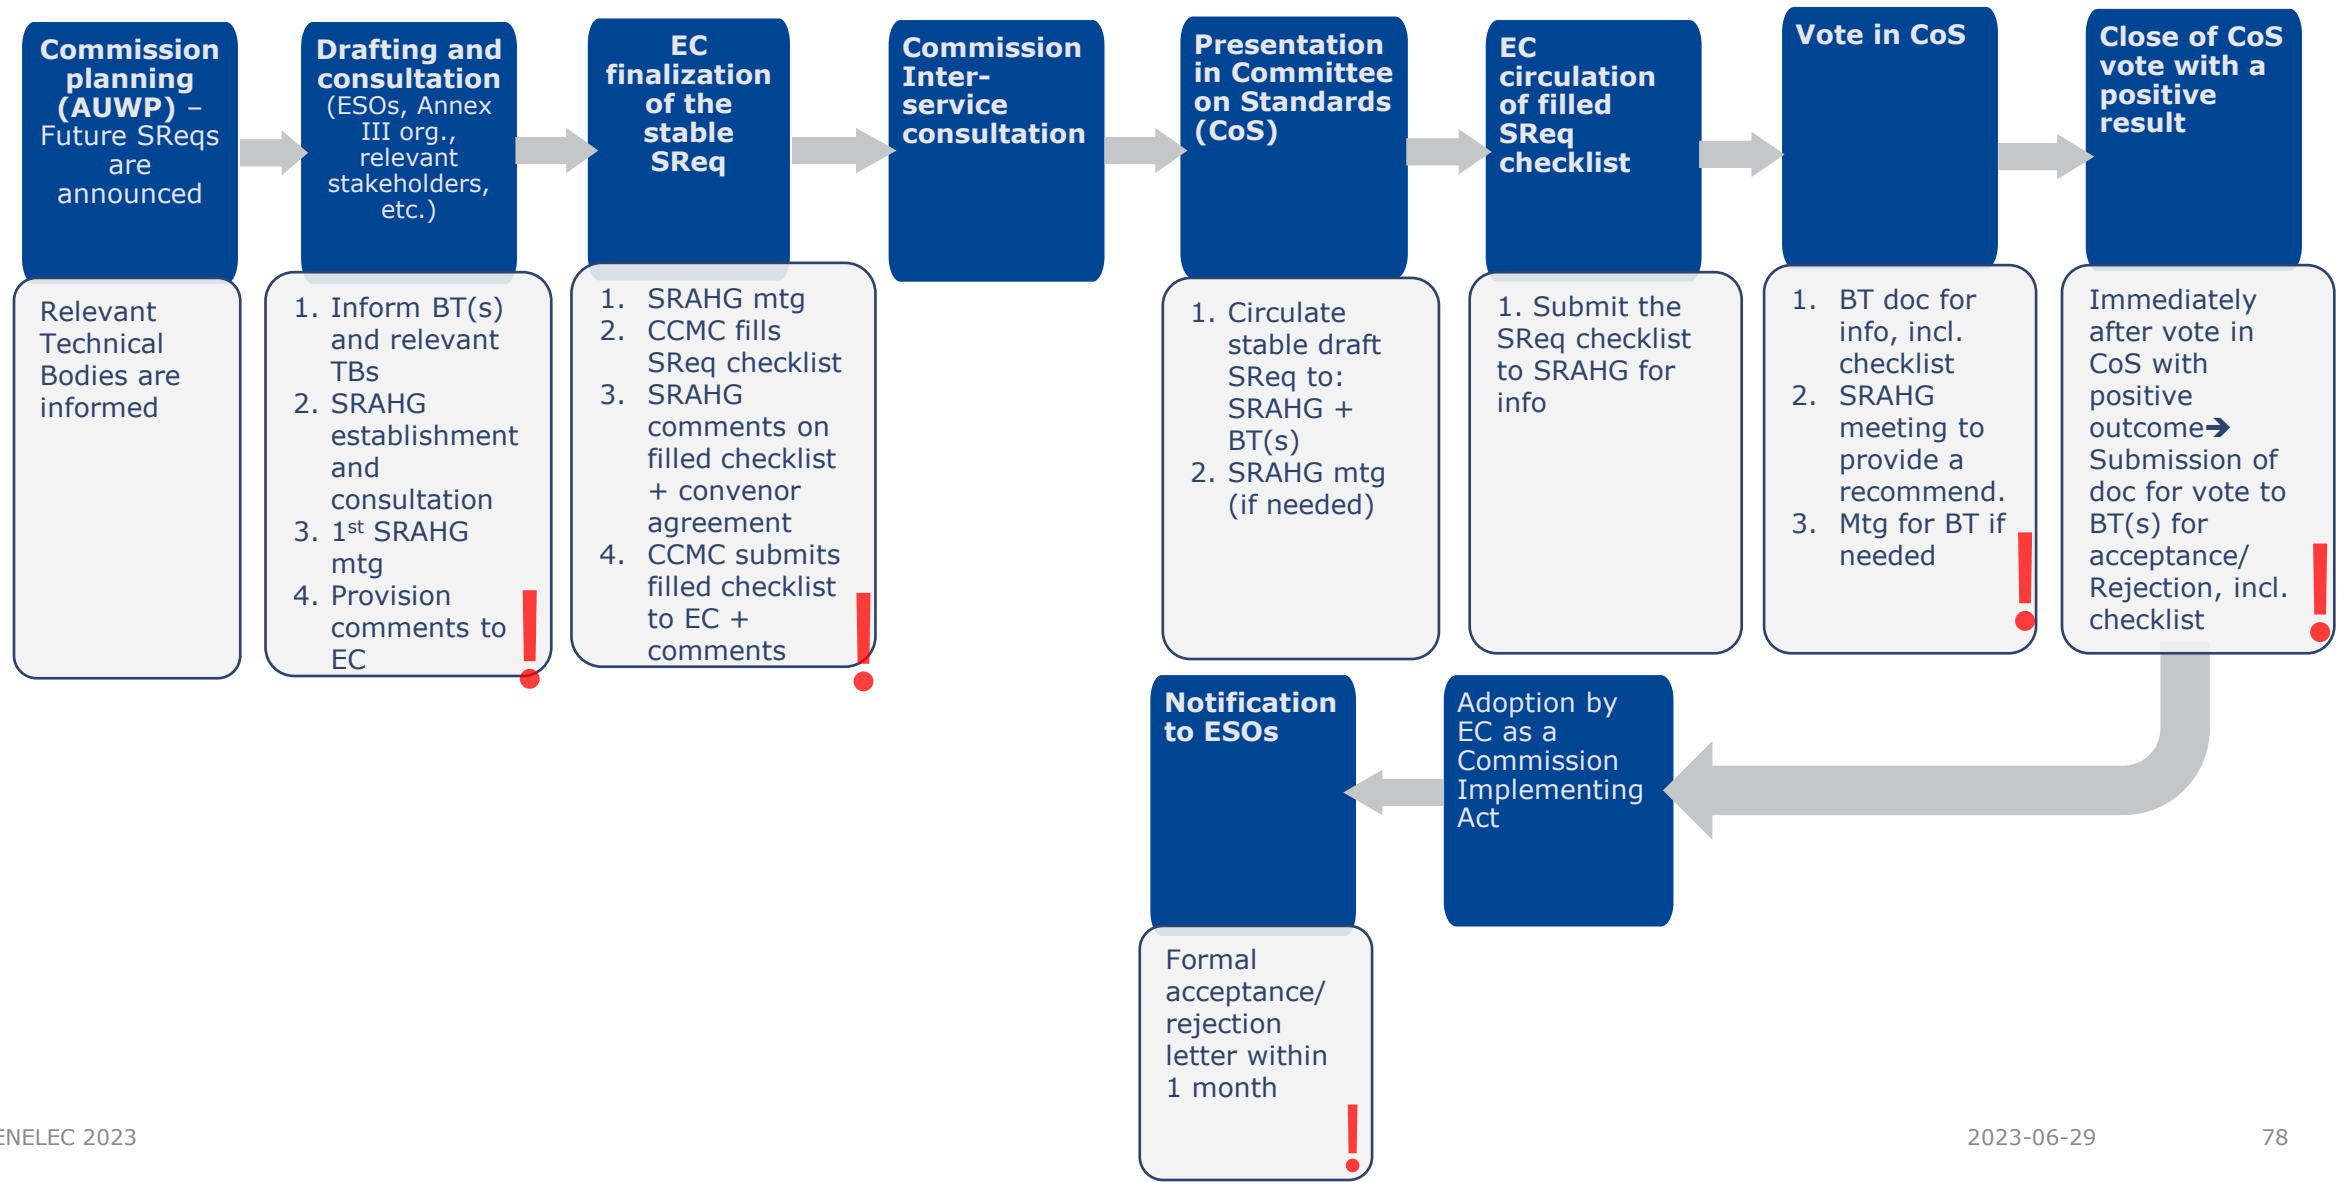 Commission
planning
(AUWP) –
Future SReqs
are
announced
Relevant
Technical
Bodies are
informed
Drafting and
consultation
(ESOs, Annex
III org.,
relevant
stakeholders,
etc.)
1. Inform BT(s)
and relevant
TBs
2. SRAHG
establishment
and
consultation
3. 1st SRAHG
mtg
4. Provision
comments to
EC
!
EC
finalization
of the
stable
SReq
1. SRAHG mtg
2. CCMC fills
SReq checklist
3. SRAHG
comments on
filled checklist
+ convenor
agreement
4. CCMC submits
filled checklist
to EC +
comments
!
Commission
Inter-
service
consultation
Presentation
in Committee
on Standards
(CoS)
1. Circulate
stable draft
SReq to:
SRAHG +
BT(s)
2. SRAHG mtg
(if needed)
EC
circulation
of filled
SReq
checklist
1. Submit the
SReq checklist
to SRAHG for
info
Vote in CoS
1. BT doc for
info, incl.
checklist
2. SRAHG
meeting to
provide a
recommend.
3. Mtg for BT if
needed
!
Close of CoS
vote with a
positive
result
Immediately
after vote in
CoS with
positive
outcome➔
Submission of
doc for vote to
BT(s) for
acceptance/
Rejection, incl.
checklist
!
Adoption by
EC as a
Commission
Implementing
Act
Notification
to ESOs
Formal
acceptance/
rejection
letter within
1 month
!
ENELEC 2023
2023-06-29
78